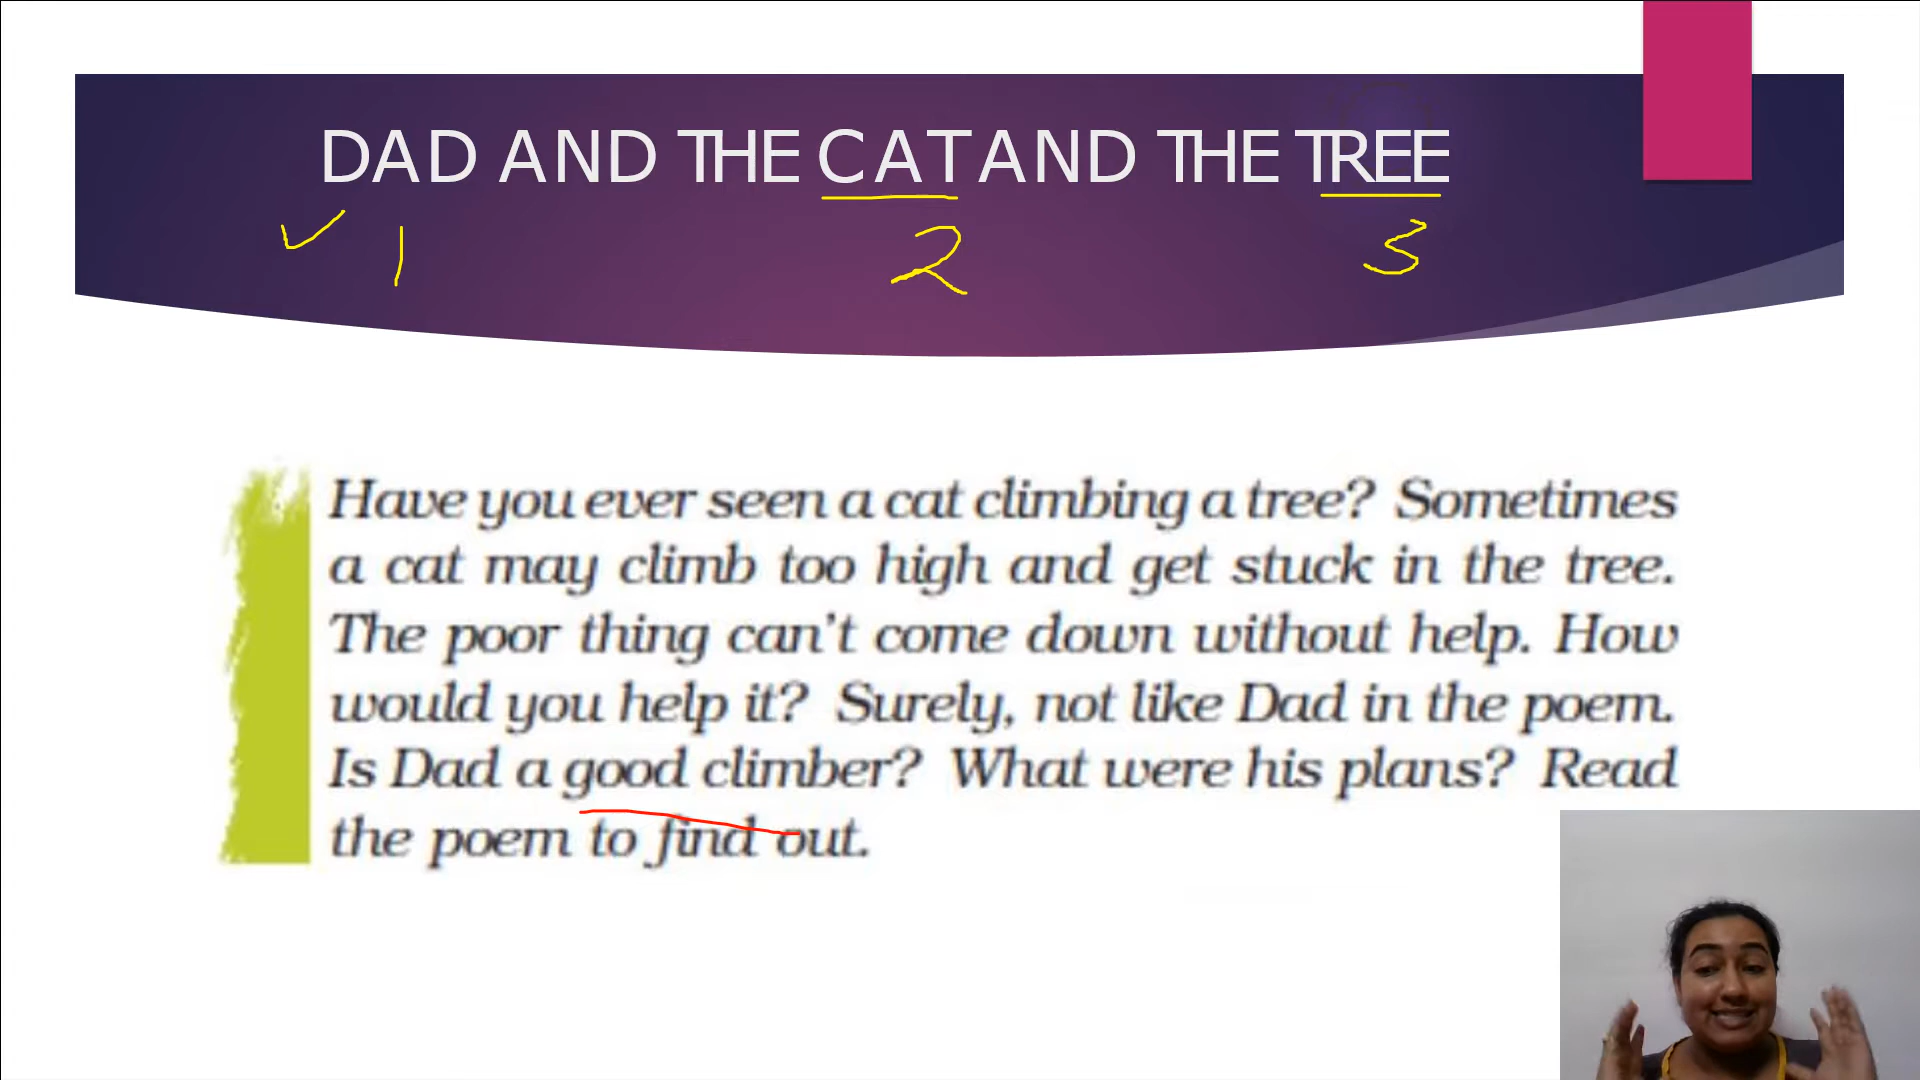 DAD AND THE CAT AND THE TREE
1 2 3
Have you ever seen a cat climbing a tree? Sometimes
a cat may climb too high and get stuck in the tree.
The poor thing can't come down without help. How
would you help it? Surely, not like Dad in the poem.
Is Dad a good climber? What were his plans? Read
the poem to find out.